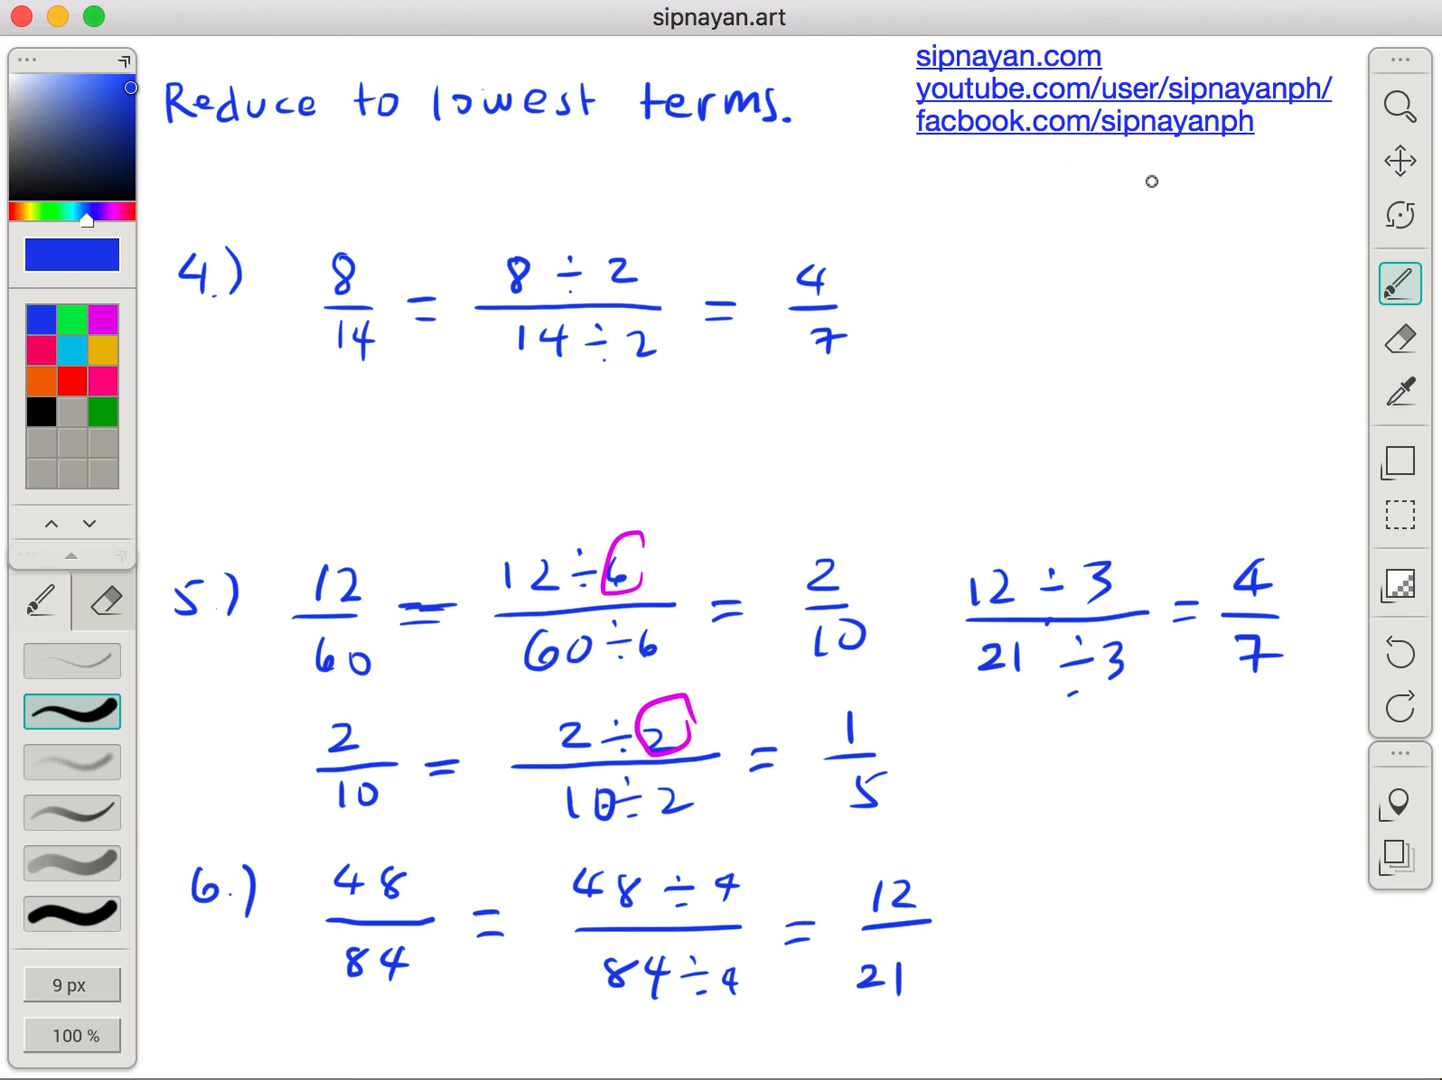 sipnayan.art
sipnayan.com
youtube.com/user/sipnayanph/
facbook.com/sipnayanph
Reduce to lowest terms.
4.) 8/14 = 8 ÷ 2/14 ÷ 2 = 4/7
5.) 12/60 = 12 ÷ 6/60 ÷ 6 = 2/10
12 ÷ 3/21 ÷ 3 = 4/7
2/10 = 2 ÷ 2/10 ÷ 2 = 1/5
6.) 48/84 = 48 ÷ 4/84 ÷ 4 = 12/21
9 px
100 %